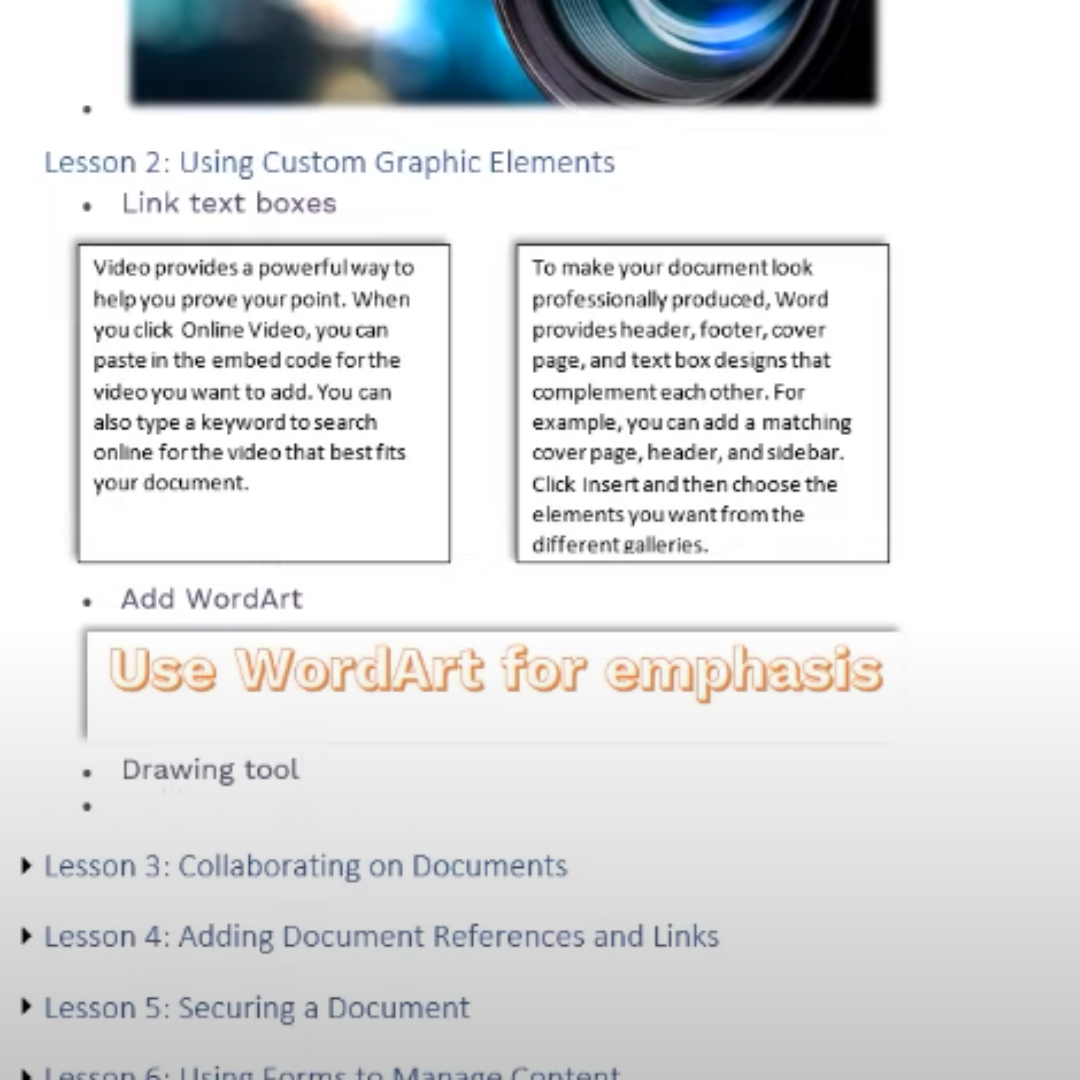 Lesson 2: Using Custom Graphic Elements
• Link text boxes
Video provides a powerful way to
help you prove your point. When
you click Online Video, you can
paste in the embed code for the
video you want to add. You can
also type a keyword to search
online for the video that best fits
your document.
To make your document look
professionally produced, Word
provides header, footer, cover
page, and text box designs that
complement each other. For
example, you can add a matching
cover page, header, and sidebar.
Click Insert and then choose the
elements you want from the
different galleries.
• Add WordArt
Use WordArt for emphasis
• Drawing tool
Lesson 3: Collaborating on Documents
Lesson 4: Adding Document References and Links
Lesson 5: Securing a Document
Lesson 6: Using Forms to Manage Content